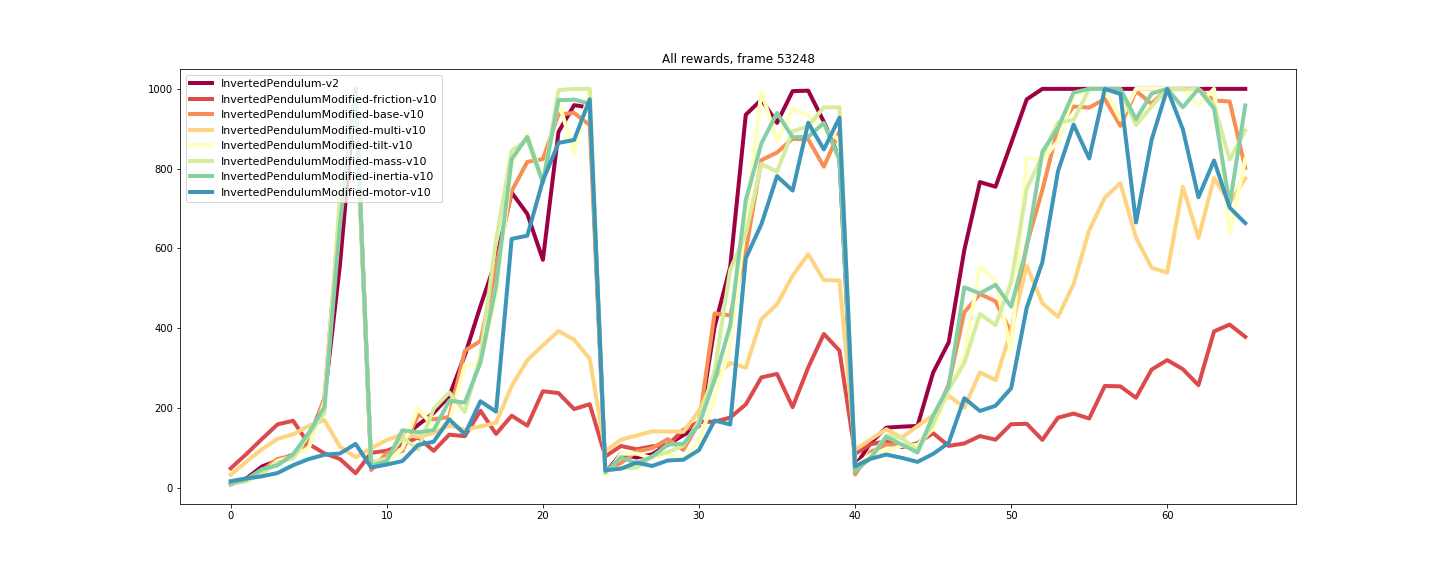 All rewards, frame 53248
1000
800
600
400
200
0
InvertedPendulum-v2
InvertedPendulumModified-friction-v10
InvertedPendulumModified-base-v10
InvertedPendulumModified-multi-v10
InvertedPendulumModified-tilt-v10
InvertedPendulumModified-mass-v10
InvertedPendulumModified-inertia-v10
InvertedPendulumModified-motor-v10
0 10 20 30 40 50 60